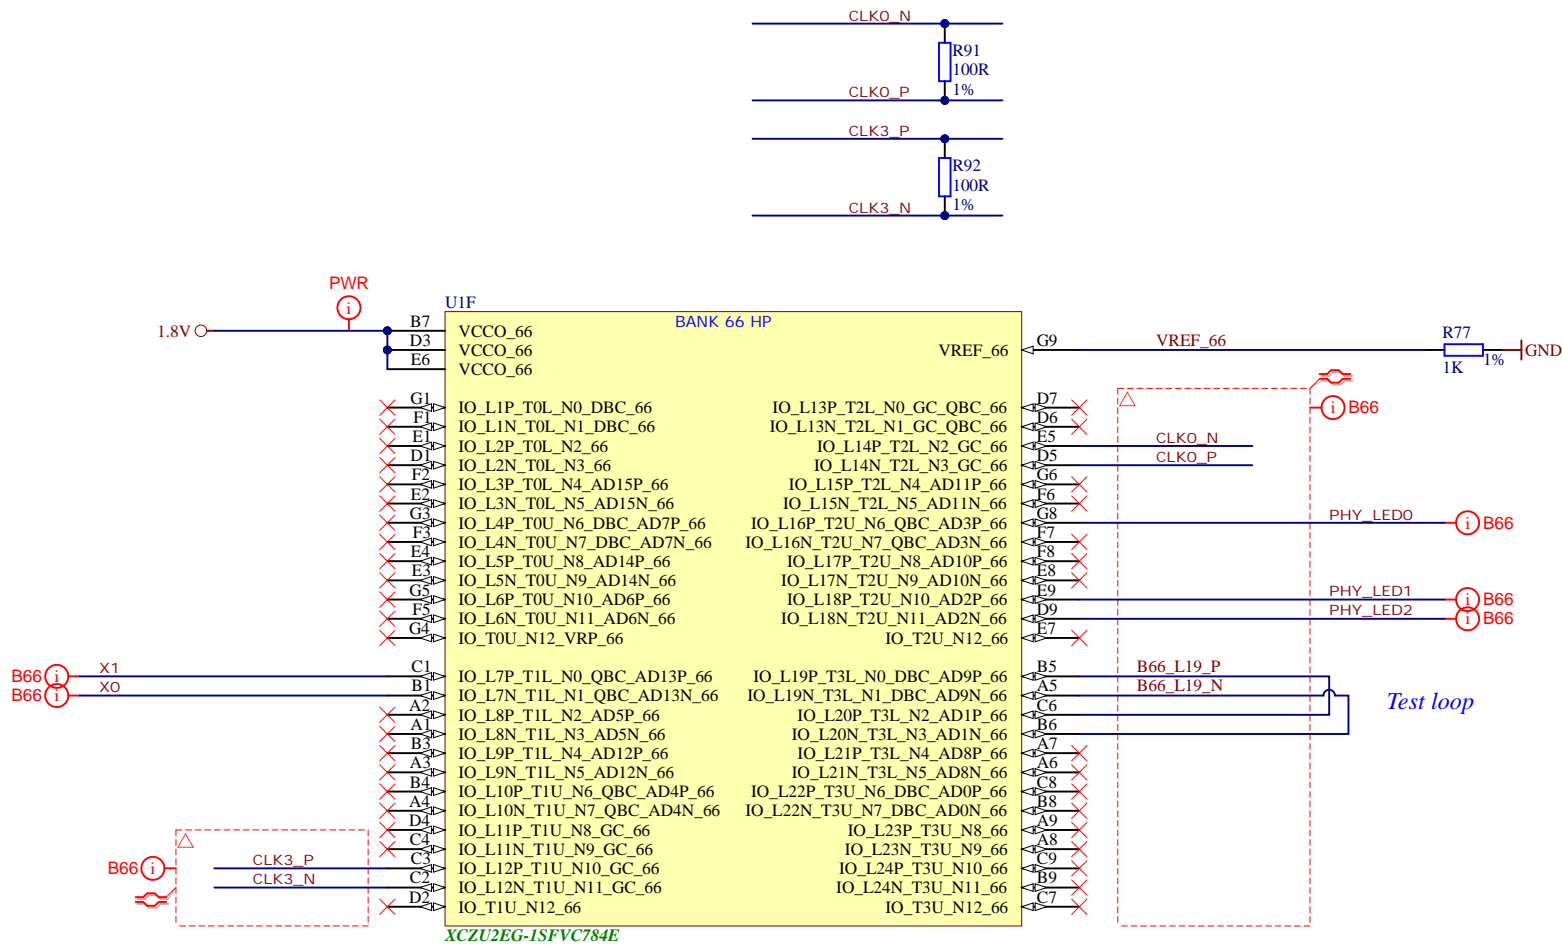 CLK0_N
R91
100R
1%
CLK0_P
CLK3_P
R92
100R
1%
CLK3_N
PWR
i
U1F
BANK 66 HP
1.8V
B7 VCCO_66
D3 VCCO_66
E6 VCCO_66
VREF_66 G9 VREF_66
R77
1K
1%
GND
i B66
G1 IO_L1P_T0L_N0_DBC_66
F1 IO_L1N_T0L_N1_DBC_66
E1 IO_L2P_T0L_N2_66
D1 IO_L2N_T0L_N3_66
F2 IO_L3P_T0L_N4_AD15P_66
E2 IO_L3N_T0L_N5_AD15N_66
G3 IO_L4P_T0U_N6_DBC_AD7P_66
F3 IO_L4N_T0U_N7_DBC_AD7N_66
E4 IO_L5P_T0U_N8_AD14P_66
E3 IO_L5N_T0U_N9_AD14N_66
G5 IO_L6P_T0U_N10_AD6P_66
F5 IO_L6N_T0U_N11_AD6N_66
G4 IO_T0U_N12_VRP_66
B66 i X1 C1 IO_L7P_T1L_N0_QBC_AD13P_66
B66 i X0 B1 IO_L7N_T1L_N1_QBC_AD13N_66
A2 IO_L8P_T1L_N2_AD5P_66
A1 IO_L8N_T1L_N3_AD5N_66
B3 IO_L9P_T1L_N4_AD12P_66
A3 IO_L9N_T1L_N5_AD12N_66
B4 IO_L10P_T1U_N6_QBC_AD4P_66
A4 IO_L10N_T1U_N7_QBC_AD4N_66
D4 IO_L11P_T1U_N8_GC_66
C4 IO_L11N_T1U_N9_GC_66
B66 i CLK3_P C3 IO_L12P_T1U_N10_GC_66
CLK3_N C2 IO_L12N_T1U_N11_GC_66
D2 IO_T1U_N12_66
IO_L13P_T2L_N0_GC_QBC_66 D7
IO_L13N_T2L_N1_GC_QBC_66 D6
IO_L14P_T2L_N2_GC_66 E5 CLK0_N
IO_L14N_T2L_N3_GC_66 D5 CLK0_P
IO_L15P_T2L_N4_AD11P_66 G6
IO_L15N_T2L_N5_AD11N_66 F6
IO_L16P_T2U_N6_QBC_AD3P_66 G8 PHY_LED0 i B66
IO_L16N_T2U_N7_QBC_AD3N_66 F7
IO_L17P_T2U_N8_AD10P_66 F8
IO_L17N_T2U_N9_AD10N_66 E8
IO_L18P_T2U_N10_AD2P_66 E9 PHY_LED1 i B66
IO_L18N_T2U_N11_AD2N_66 D9 PHY_LED2 i B66
IO_T2U_N12_66 E7
IO_L19P_T3L_N0_DBC_AD9P_66 B5 B66_L19_P
IO_L19N_T3L_N1_DBC_AD9N_66 A5 B66_L19_N
IO_L20P_T3L_N2_AD1P_66 C6
IO_L20N_T3L_N3_AD1N_66 B6
Test loop
IO_L21P_T3L_N4_AD8P_66 A7
IO_L21N_T3L_N5_AD8N_66 A6
IO_L22P_T3U_N6_DBC_AD0P_66 C8
IO_L22N_T3U_N7_DBC_AD0N_66 B8
IO_L23P_T3U_N8_66 A9
IO_L23N_T3U_N9_66 A8
IO_L24P_T3U_N10_66 C9
IO_L24N_T3U_N11_66 B9
IO_T3U_N12_66 C7
XCZU2EG-1SFVC784E